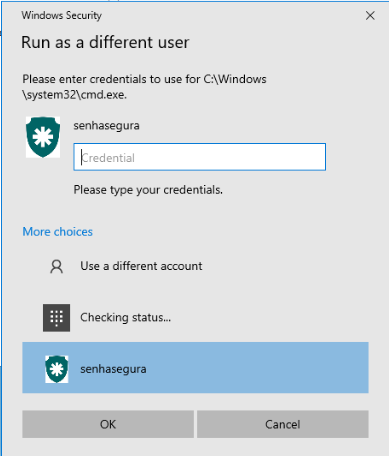 Windows Security
Run as a different user
Please enter credentials to use for C:\Windows
\system32\cmd.exe.
senhasegura
Credential
Please type your credentials.
More choices
Use a different account
Checking status...
senhasegura
OK
Cancel